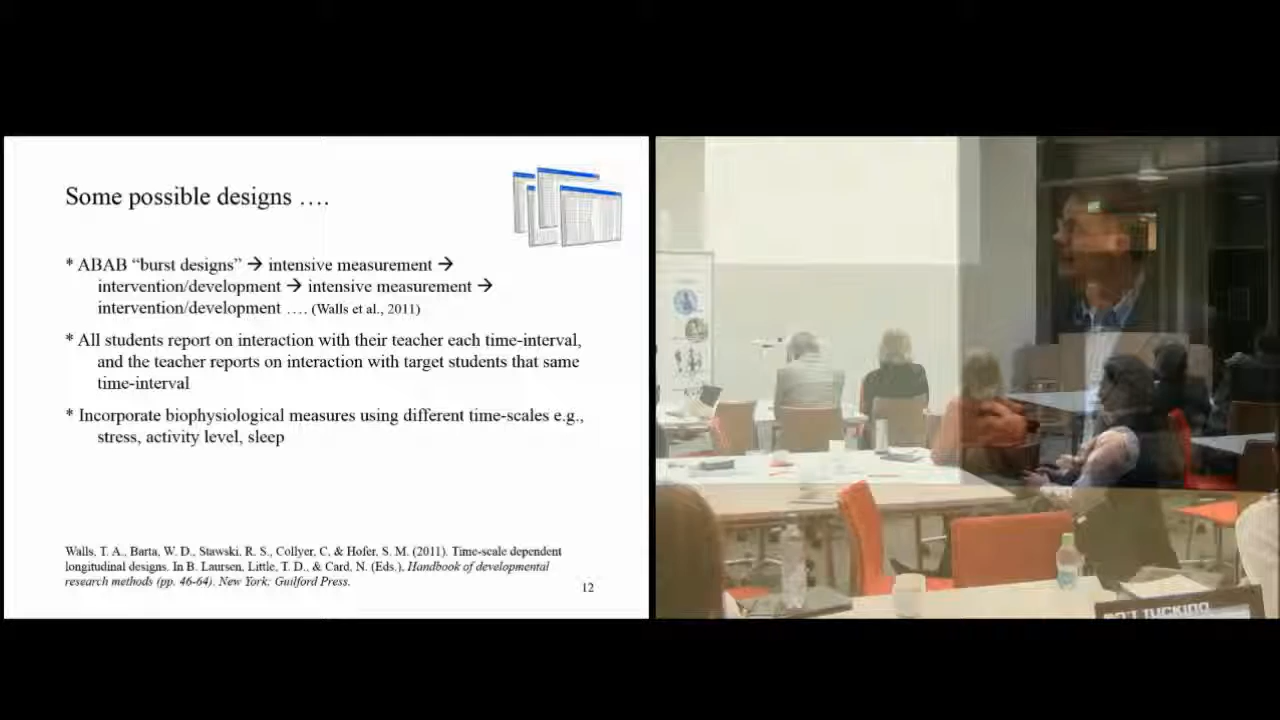 Some possible designs ….
* ABAB “burst designs” → intensive measurement →
intervention/development → intensive measurement →
intervention/development …. (Walls et al., 2011)
* All students report on interaction with their teacher each time-interval,
and the teacher reports on interaction with target students that same
time-interval
* Incorporate biophysiological measures using different time-scales e.g.,
stress, activity level, sleep
Walls, T. A., Barta, W. D., Stawski, R. S., Collyer, C. & Hofer, S. M. (2011). Time-scale dependent
longitudinal designs. In B. Laursen, Little, T. D., & Card, N. (Eds.), Handbook of developmental
research methods (pp. 46-64). New York: Guilford Press.
12